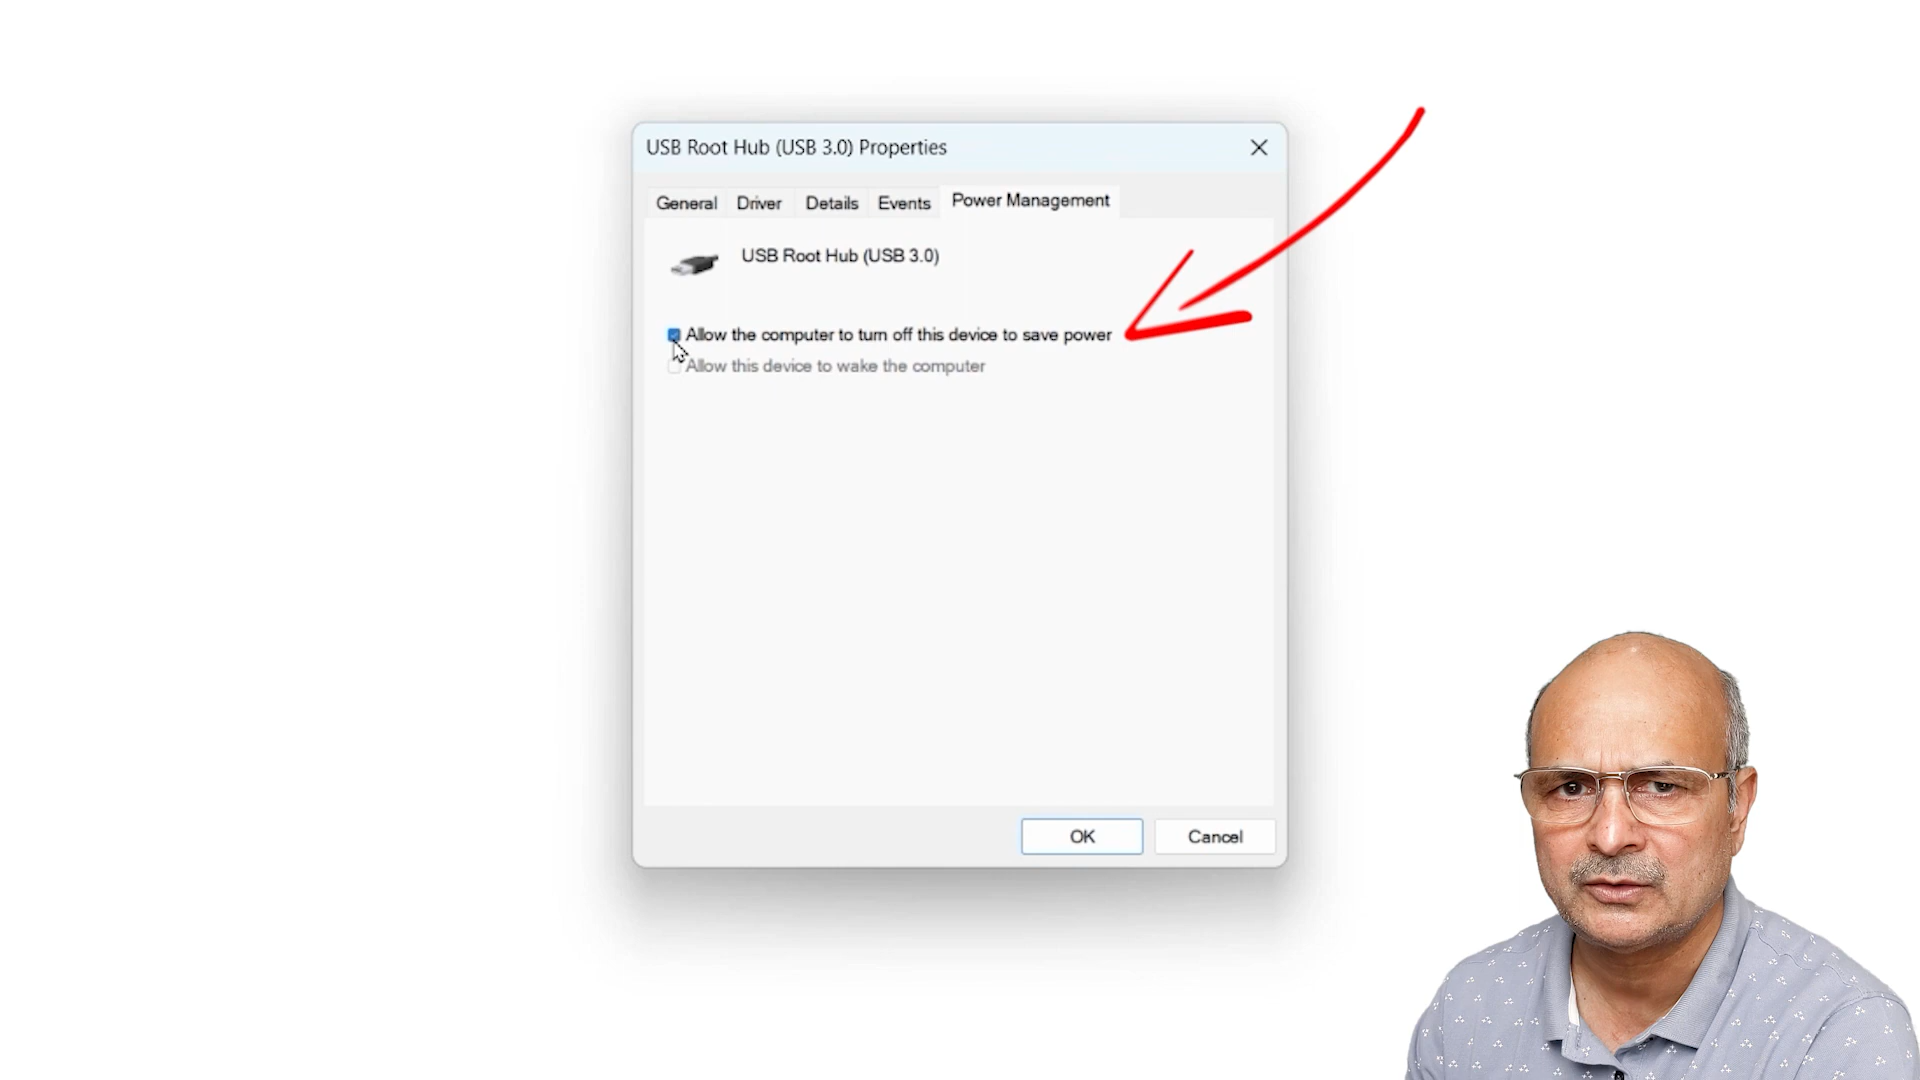 USB Root Hub (USB 3.0) Properties
General Driver Details Events Power Management
USB Root Hub (USB 3.0)
Allow the computer to turn off this device to save power
Allow this device to wake the computer
OK Cancel